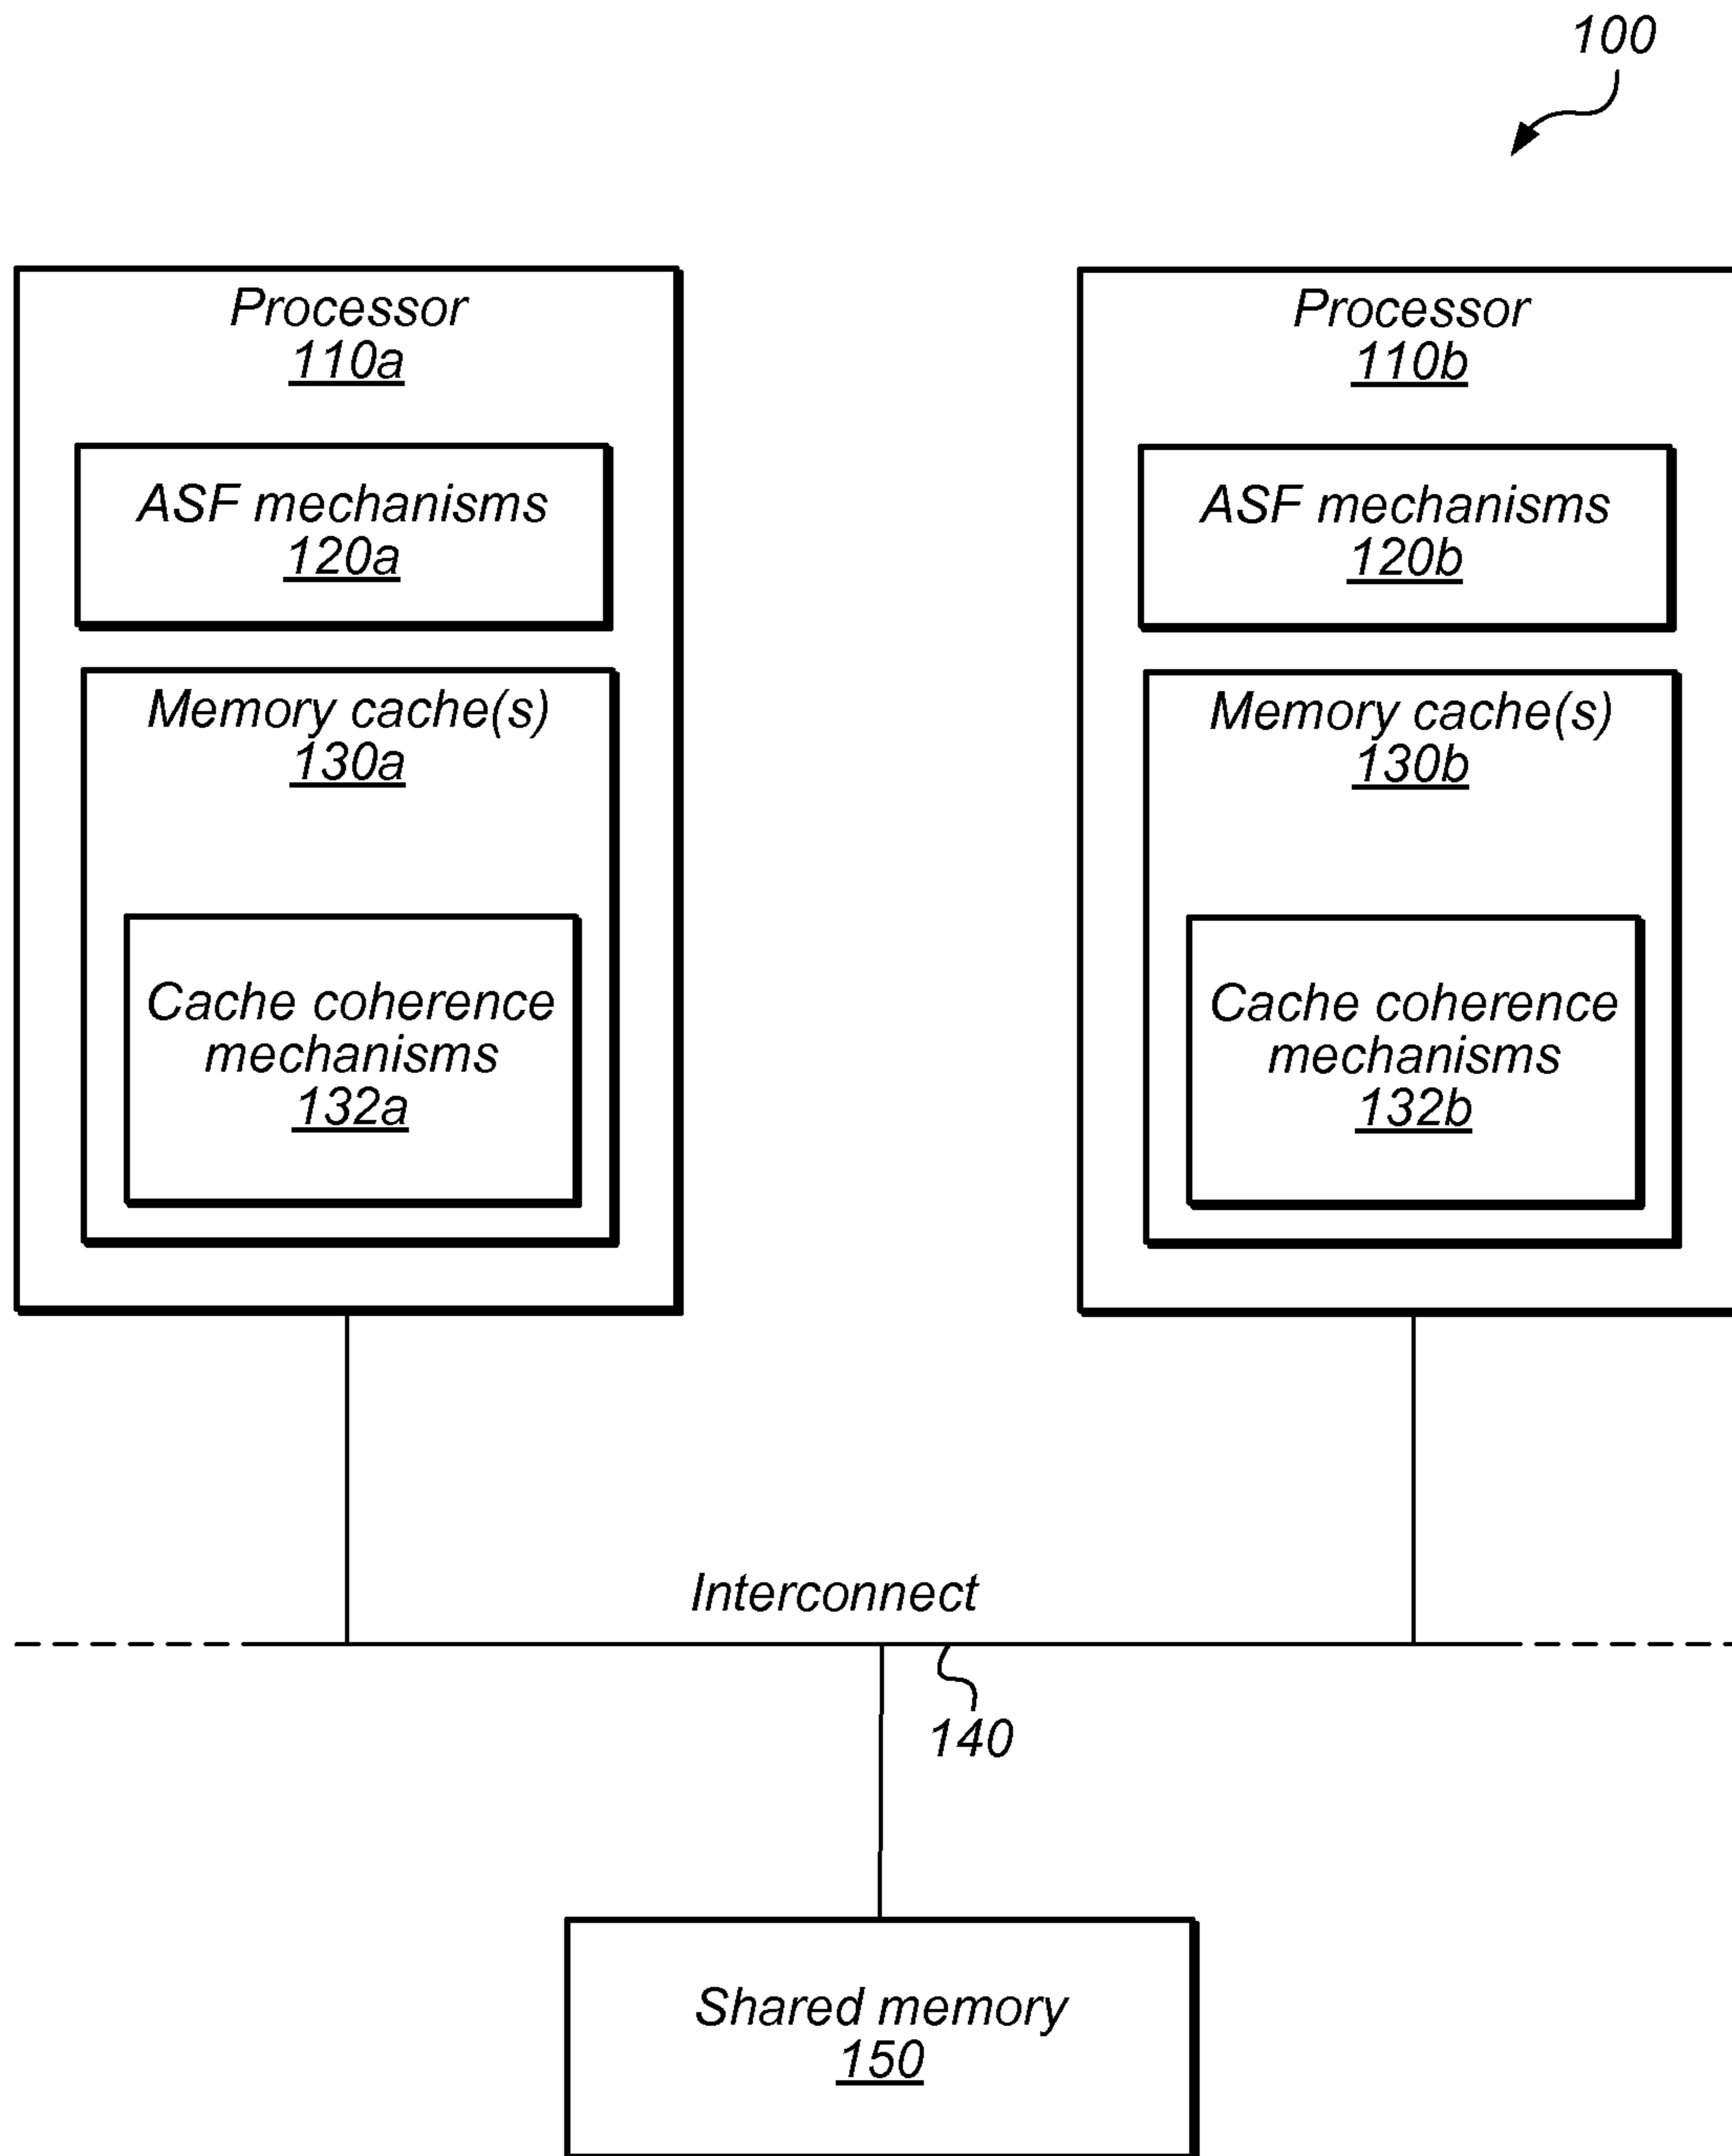 100
Processor
110a
ASF mechanisms
120a
Memory cache(s)
130a
Cache coherence
mechanisms
132a
Processor
110b
ASF mechanisms
120b
Memory cache(s)
130b
Cache coherence
mechanisms
132b
Interconnect
140
Shared memory
150